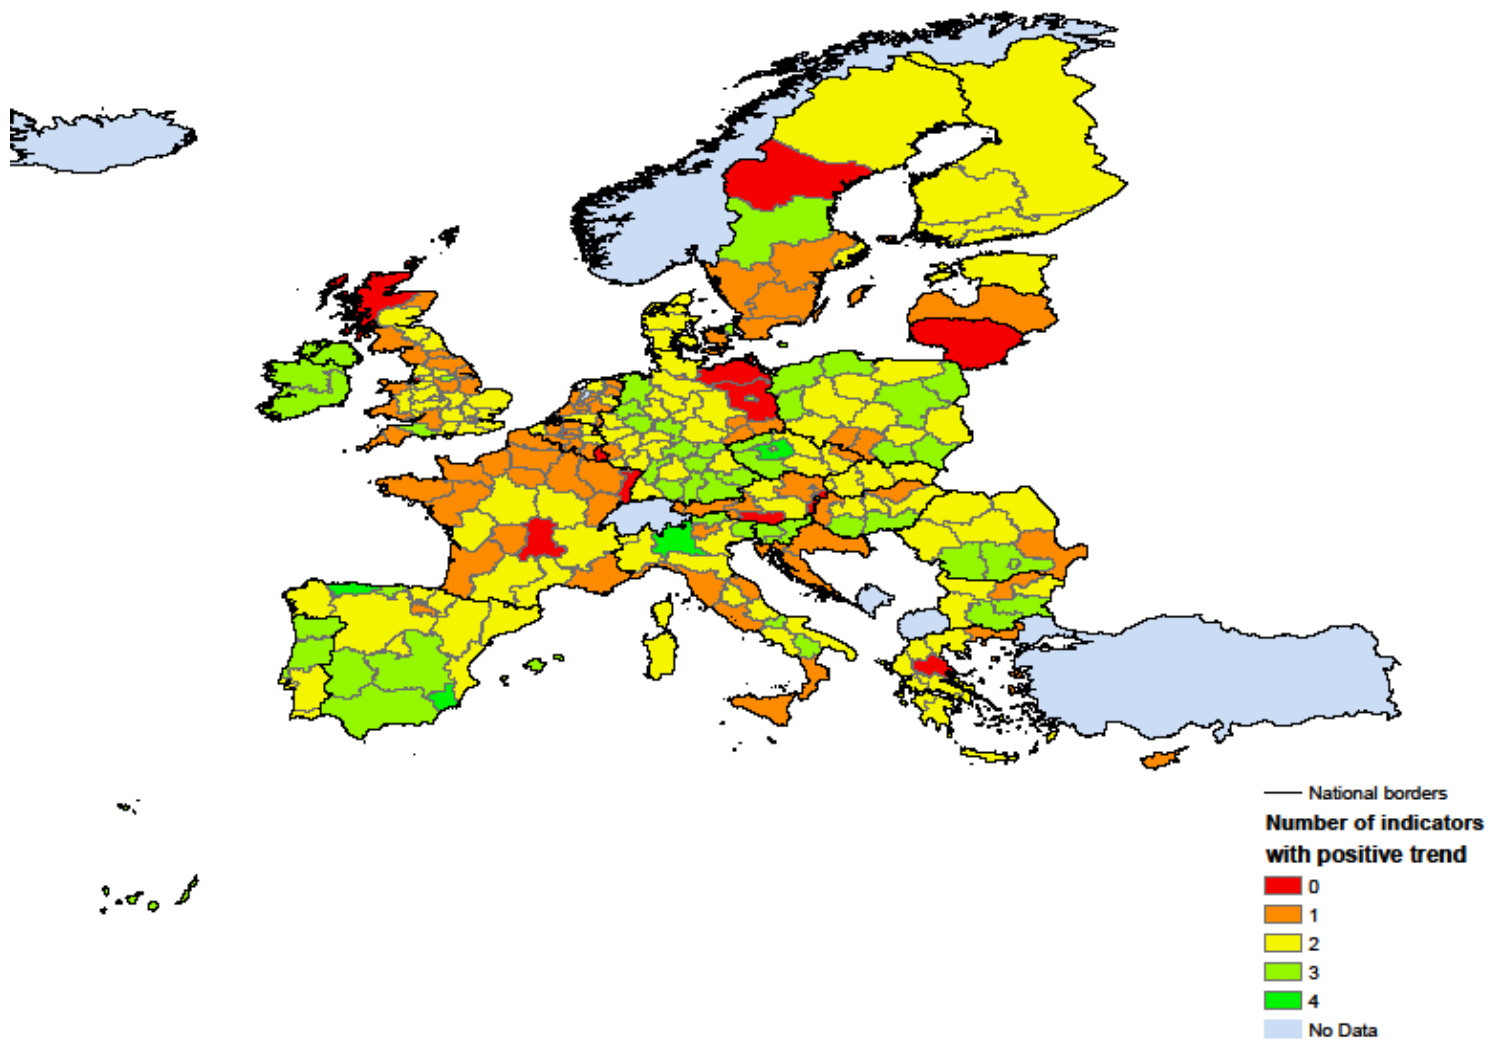 National borders
Number of indicators
with positive trend
0
1
2
3
4
No Data